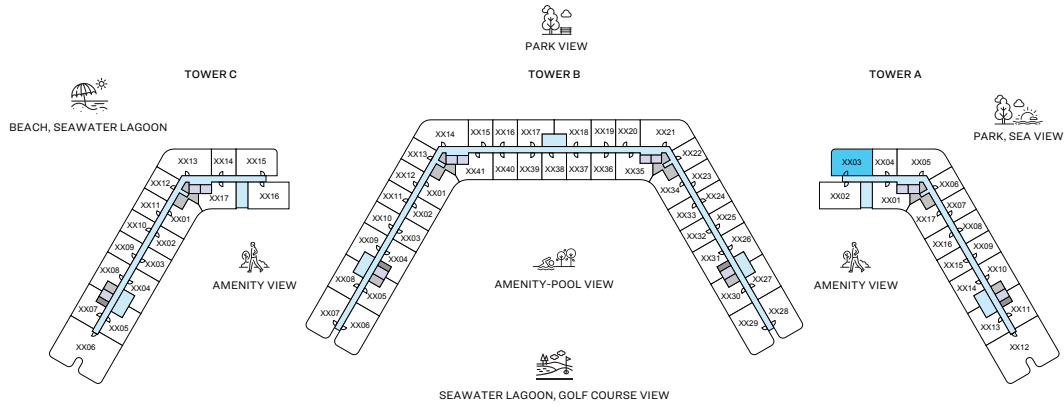 PARK VIEW
TOWER C
TOWER B
TOWER A
BEACH, SEAWATER LAGOON
PARK, SEA VIEW
XX13
XX14
XX15
XX12
XX11
XX10
XX09
XX08
XX07
XX06
XX01
XX17
XX16
XX02
XX03
XX04
XX05
AMENITY VIEW
XX14
XX15
XX16
XX17
XX18
XX19
XX20
XX21
XX13
XX12
XX11
XX10
XX09
XX08
XX07
XX41
XX40
XX39
XX38
XX37
XX36
XX35
XX01
XX02
XX03
XX04
XX05
XX06
XX22
XX23
XX24
XX25
XX26
XX27
XX28
XX34
XX33
XX32
XX31
XX30
XX29
AMENITY-POOL VIEW
XX03
XX04
XX05
XX02
XX01
XX17
XX06
XX07
XX08
XX09
XX10
XX11
XX12
XX16
XX15
XX14
XX13
AMENITY VIEW
SEAWATER LAGOON, GOLF COURSE VIEW